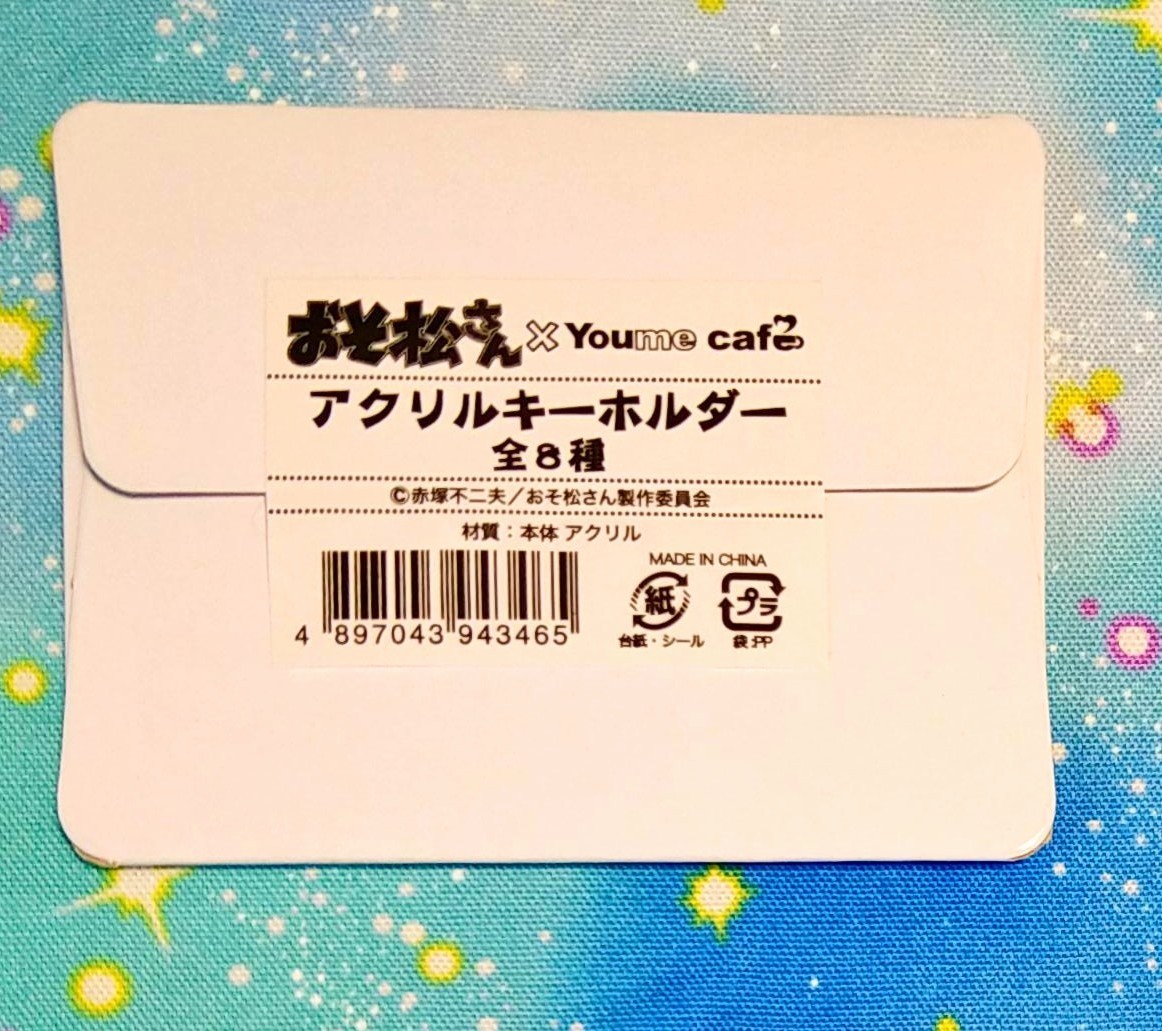 おそ松さん×Youme cafe
アクリルキーホルダー
全8種
©赤塚不二夫/おそ松さん製作委員会
材質：本体 アクリル
MADE IN CHINA
紙 プラ
台紙・シール 袋:PP
4 897043 943465